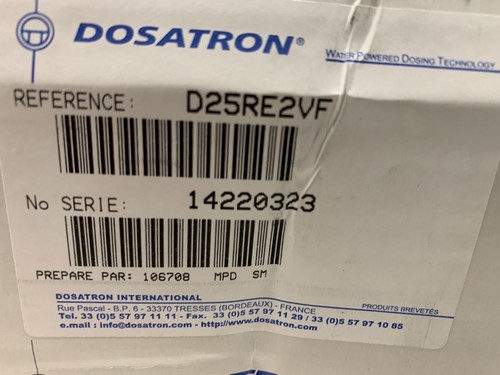 DOSATRON®
WATER POWERED DOSING TECHNOLOGY
REFERENCE: D25RE2VF
No SERIE: 14220323
PREPARE PAR: 106708 MPD SM
DOSATRON INTERNATIONAL
PRODUITS BREVETÉS
Rue Pascal - B.P. 6 - 33370 TRESSES (BORDEAUX) - FRANCE
Tel. 33 (0)5 57 97 11 11 - Fax. 33 (0)5 57 97 11 29 / 33 (0)5 57 97 10 85
e.mail : info@dosatron.com - http://www.dosatron.com